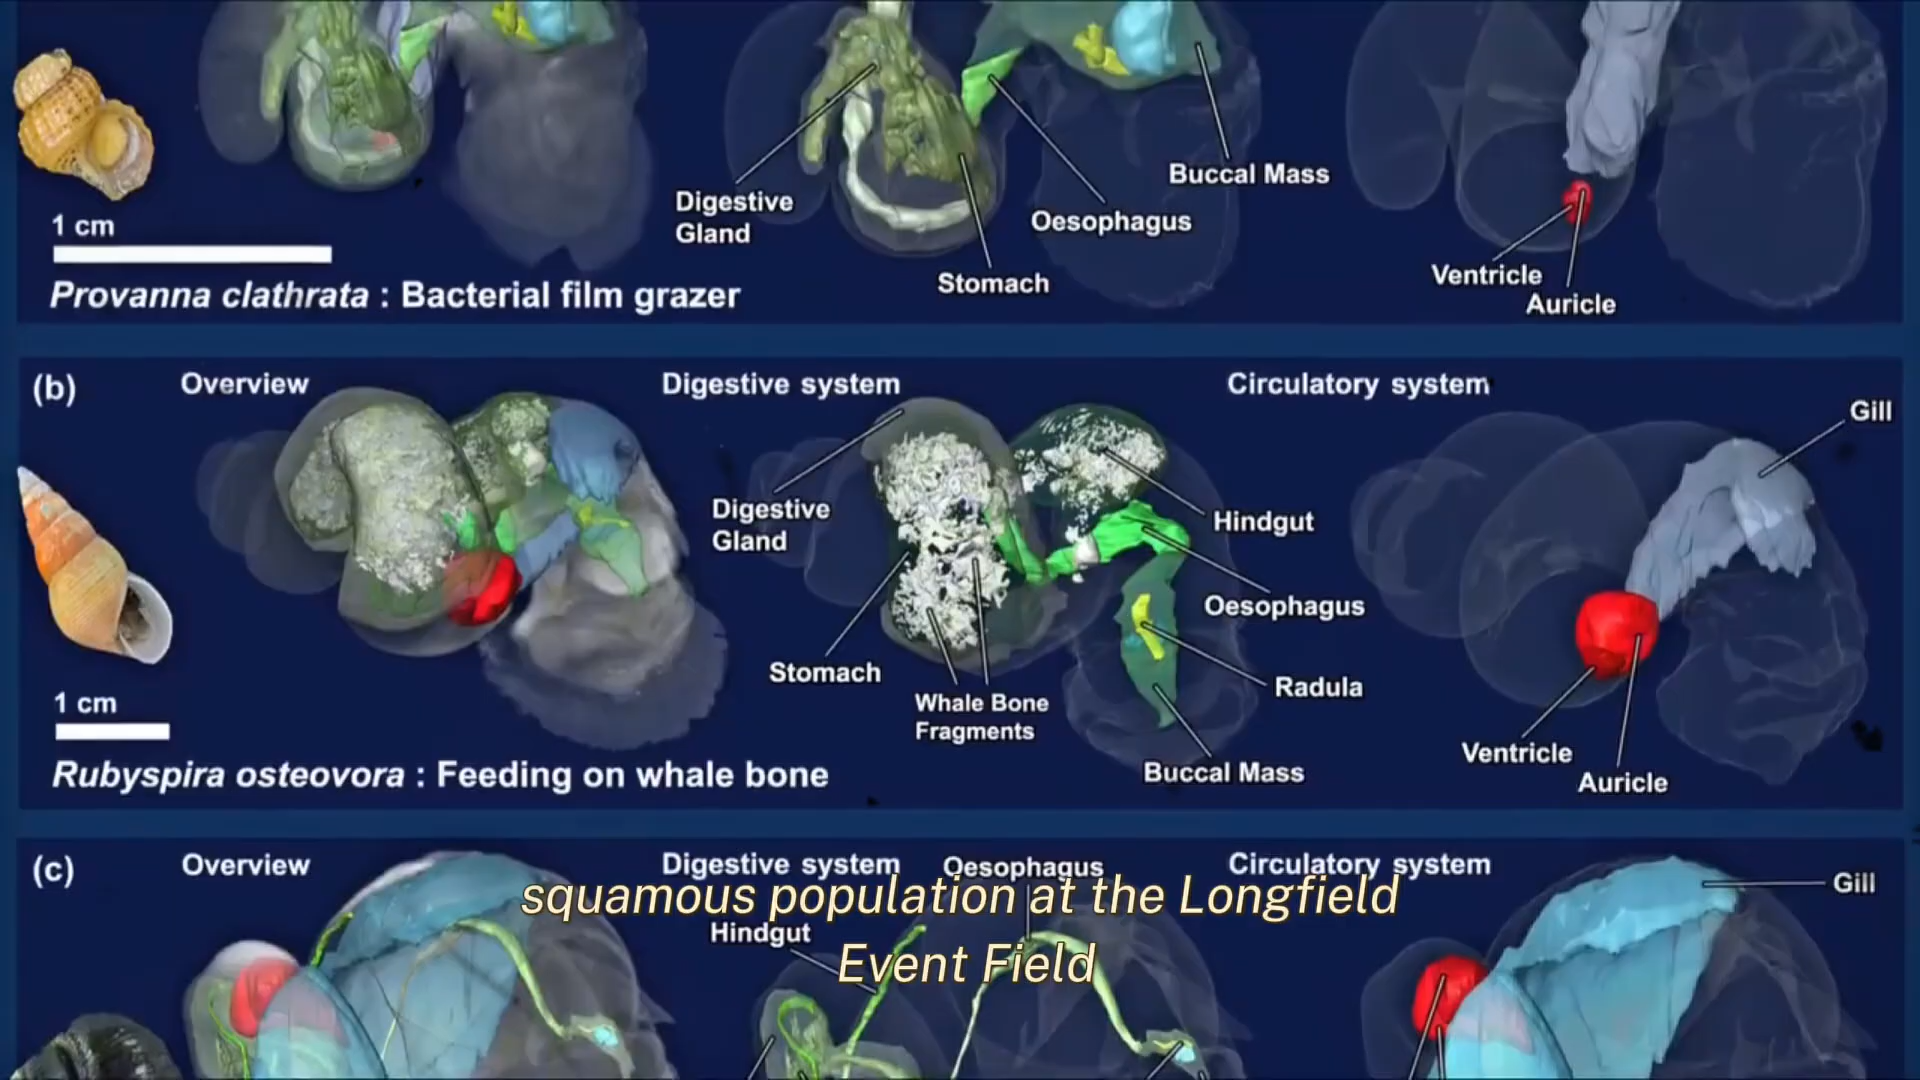 Digestive
Gland
Stomach
Oesophagus
Buccal Mass
Ventricle
Auricle
1 cm
Provanna clathrata : Bacterial film grazer
(b)
Overview
Digestive system
Circulatory system
Gill
Digestive
Gland
Hindgut
Oesophagus
Stomach
Whale Bone
Fragments
Radula
Buccal Mass
Ventricle
Auricle
1 cm
Rubyspira osteovora : Feeding on whale bone
(c)
Overview
Digestive system
Oesophagus
Circulatory system
Gill
Hindgut
squamous population at the Longfield
Event Field